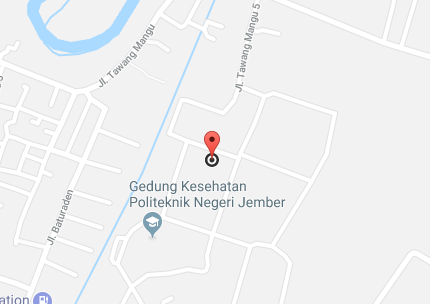 Jl. Tawang Mangu
Jl. Tawang Mangu 5
Gedung Kesehatan
Politeknik Negeri Jember
Jl. Baturaden